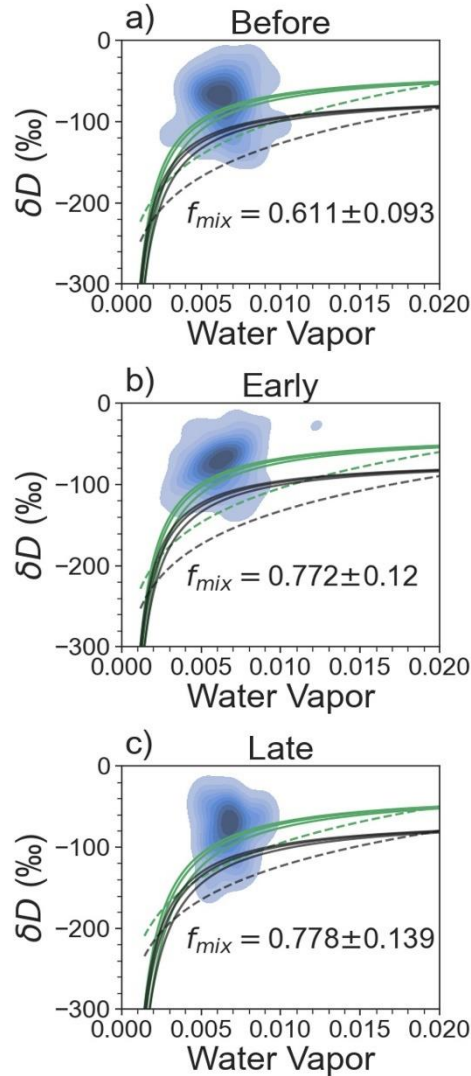 a) Before
0
−100
−200
−300
δD (‰)
f_mix = 0.611±0.093
0.000 0.005 0.010 0.015 0.020
Water Vapor
b) Early
0
−100
−200
−300
δD (‰)
f_mix = 0.772±0.12
0.000 0.005 0.010 0.015 0.020
Water Vapor
c) Late
0
−100
−200
−300
δD (‰)
f_mix = 0.778±0.139
0.000 0.005 0.010 0.015 0.020
Water Vapor